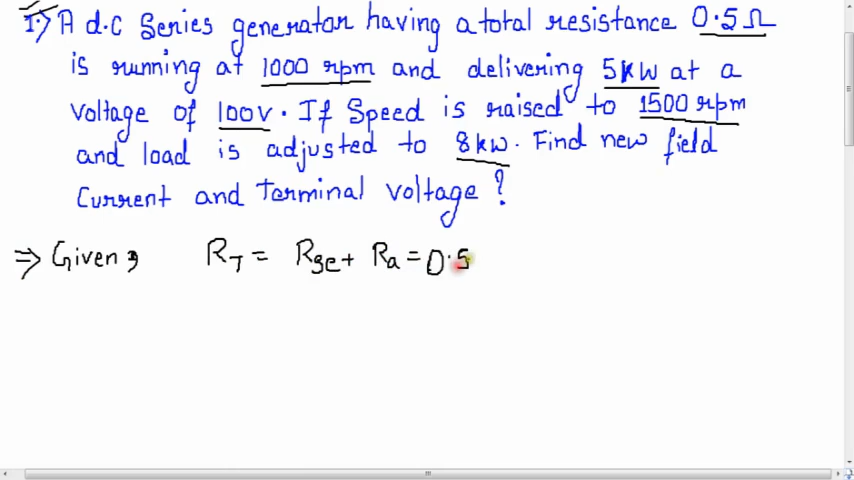 1.> A d.c Series generator having a total resistance 0.5Ω
is running at 1000 rpm and delivering 5kw at a
voltage of 100v. If Speed is raised to 1500 rpm
and load is adjusted to 8kw. Find new field
Current and terminal voltage?
=> Given, R_T = R_se + R_a = 0.5